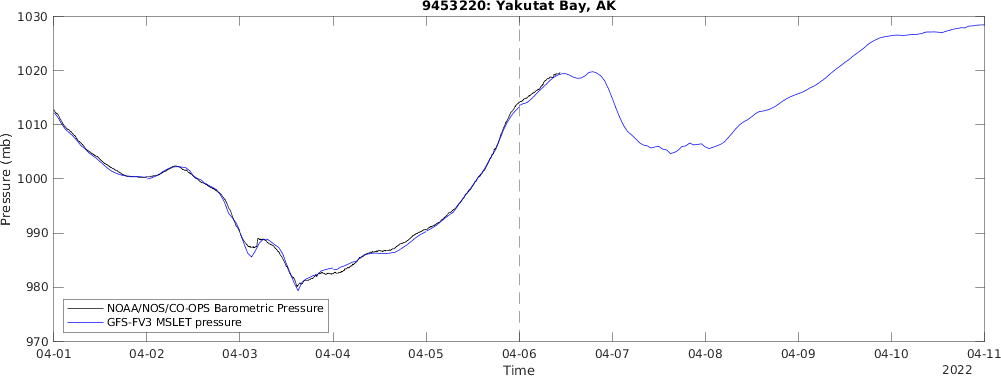 9453220: Yakutat Bay, AK
1030
1020
1010
1000
990
980
970
Pressure (mb)
NOAA/NOS/CO-OPS Barometric Pressure
GFS-FV3 MSLET pressure
04-01 04-02 04-03 04-04 04-05 04-06 04-07 04-08 04-09 04-10 04-11
Time
2022